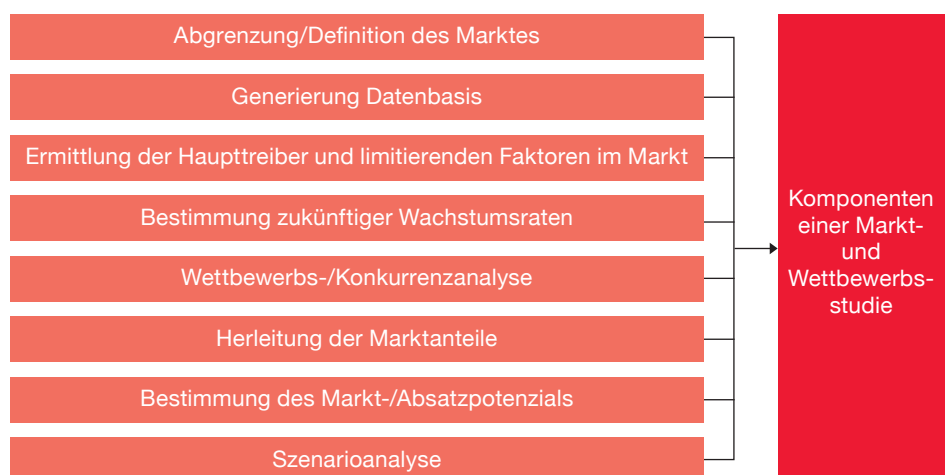 Abgrenzung/Definition des Marktes
Generierung Datenbasis
Ermittlung der Haupttreiber und limitierenden Faktoren im Markt
Bestimmung zukünftiger Wachstumsraten
Wettbewerbs-/Konkurrenzanalyse
Herleitung der Marktanteile
Bestimmung des Markt-/Absatzpotenzials
Szenarioanalyse
Komponenten
einer Markt-
und
Wettbewerbs-
studie